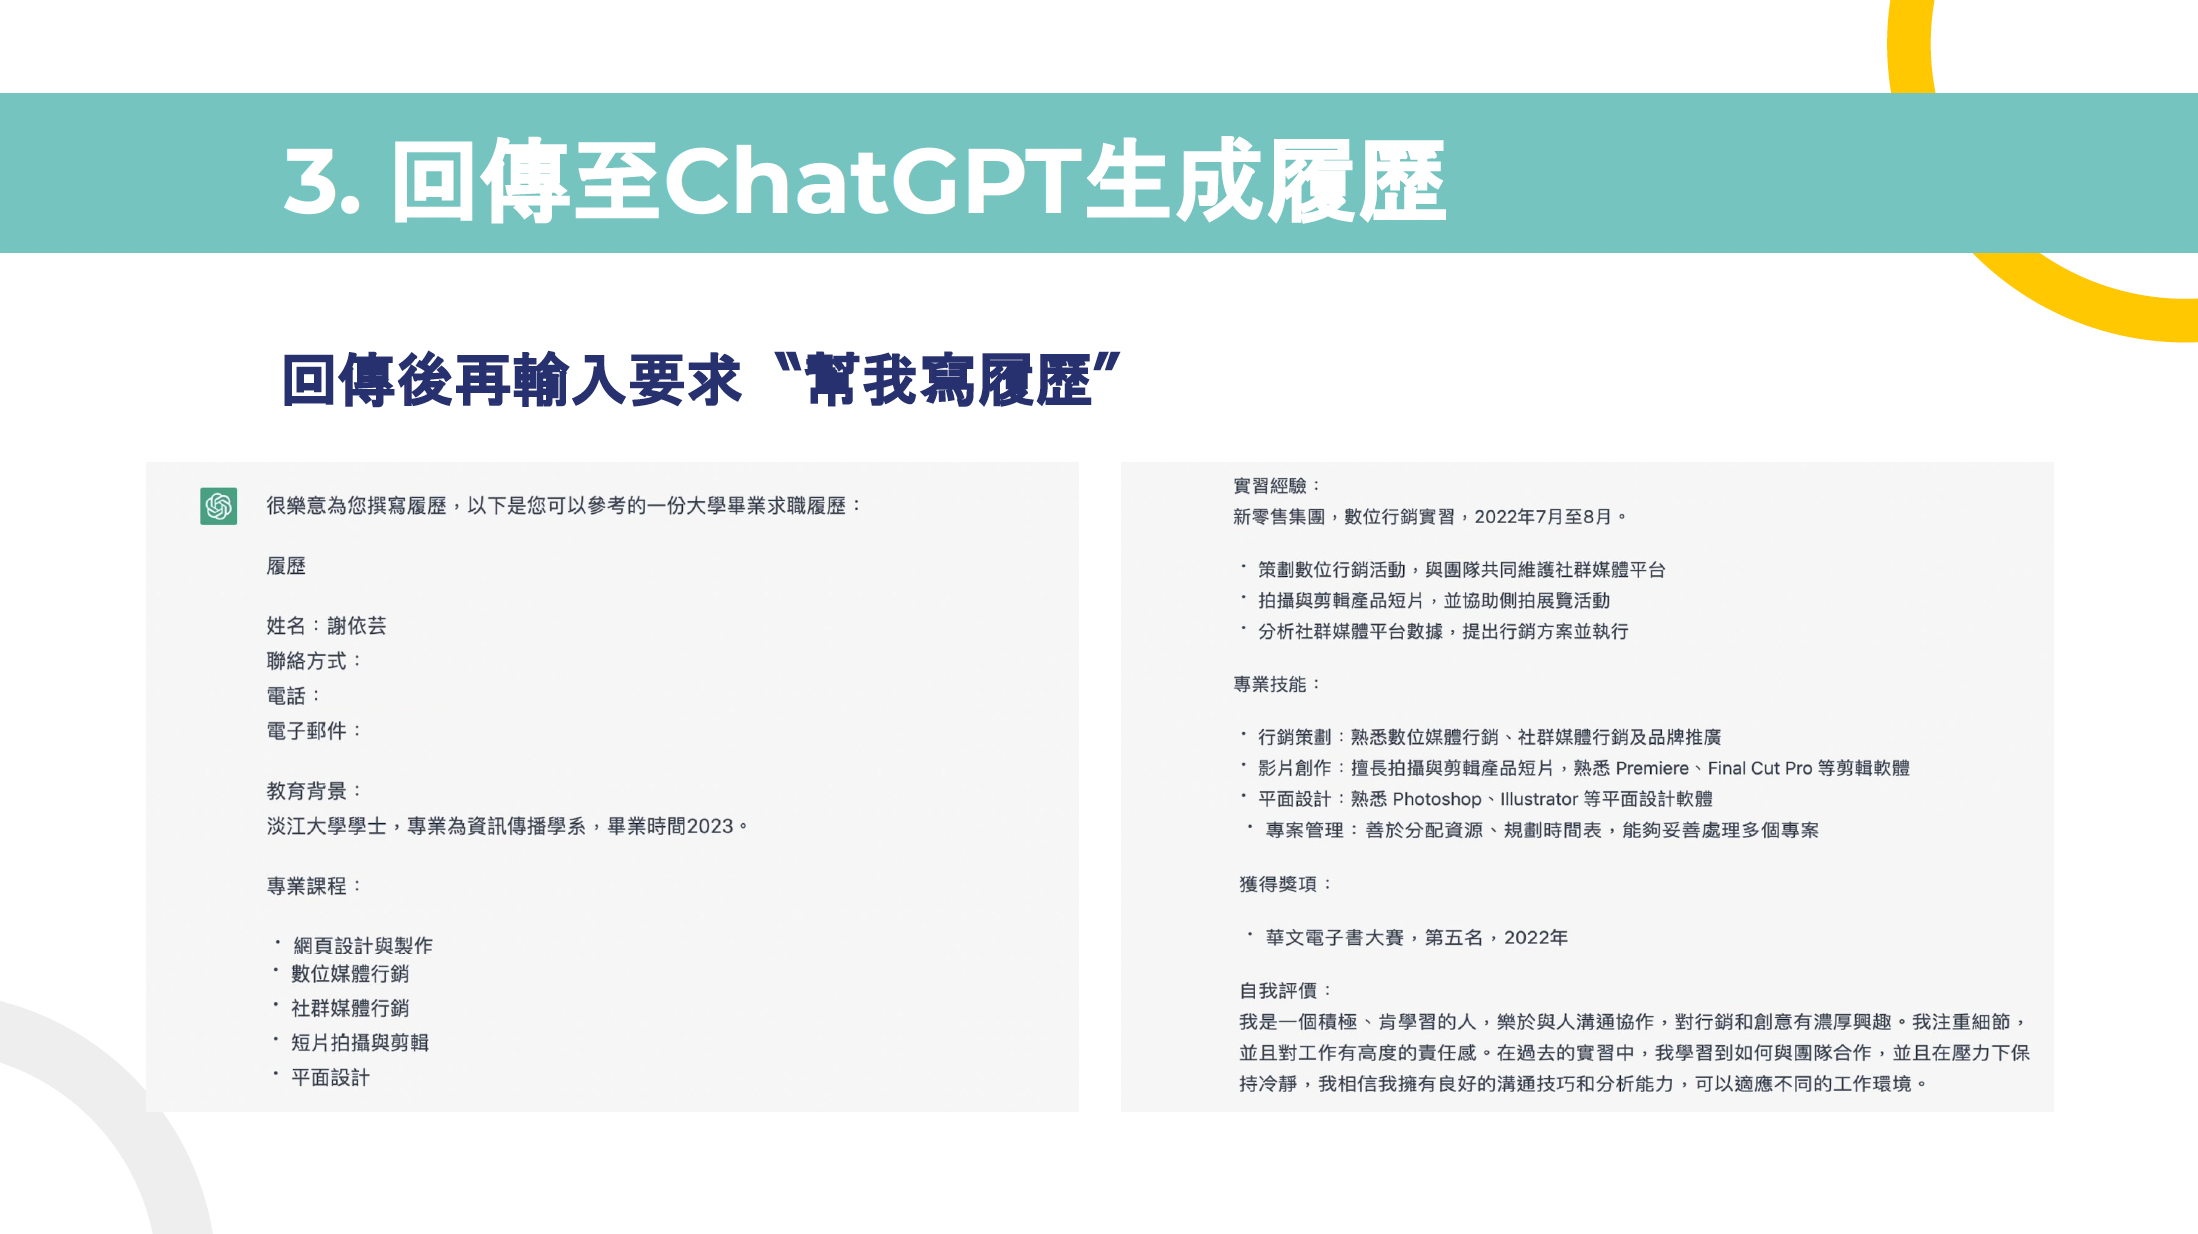 3. 回傳至ChatGPT生成履歷
回傳後再輸入要求〝幫我寫履歷”
很樂意為您撰寫履歷，以下是您可以參考的一份大學畢業求職履歷：
履歷
姓名：謝依芸
聯絡方式：
電話：
電子郵件：
教育背景：
淡江大學學士，專業為資訊傳播學系，畢業時間2023。
專業課程：
• 網頁設計與製作
• 數位媒體行銷
• 社群媒體行銷
• 短片拍攝與剪輯
• 平面設計
實習經驗：
新零售集團，數位行銷實習，2022年7月至8月。
• 策劃數位行銷活動，與團隊共同維護社群媒體平台
• 拍攝與剪輯產品短片，並協助側拍展覽活動
• 分析社群媒體平台數據，提出行銷方案並執行
專業技能：
• 行銷策劃：熟悉數位媒體行銷、社群媒體行銷及品牌推廣
• 影片創作：擅長拍攝與剪輯產品短片，熟悉 Premiere、Final Cut Pro 等剪輯軟體
• 平面設計：熟悉 Photoshop、Illustrator 等平面設計軟體
• 專案管理：善於分配資源、規劃時間表，能夠妥善處理多個專案
獲得獎項：
• 華文電子書大賽，第五名，2022年
自我評價：
我是一個積極、肯學習的人，樂於與人溝通協作，對行銷和創意有濃厚興趣。我注重細節，
並且對工作有高度的責任感。在過去的實習中，我學習到如何與團隊合作，並且在壓力下保
持冷靜，我相信我擁有良好的溝通技巧和分析能力，可以適應不同的工作環境。